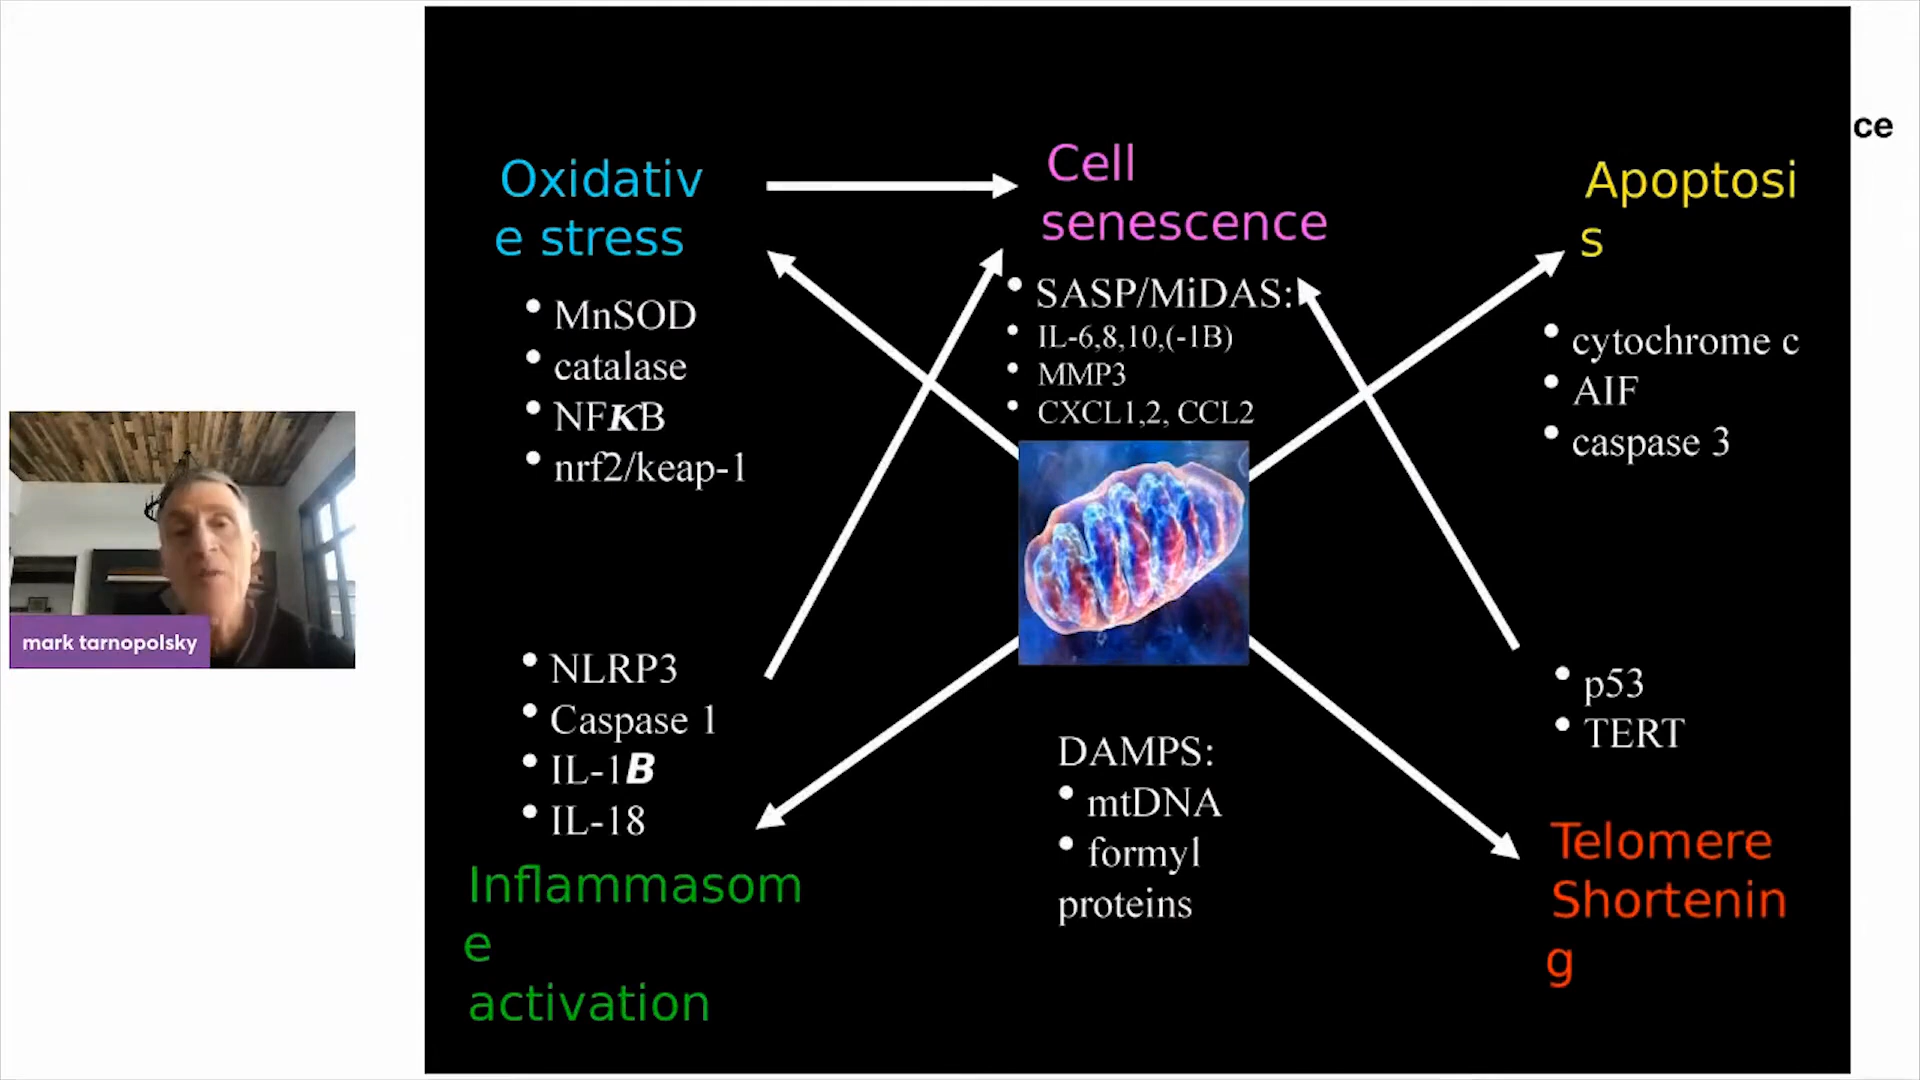 ce
Oxidativ
e stress
• MnSOD
• catalase
• NFKB
• nrf2/keap-1
Cell
senescence
• SASP/MiDAS:
• IL-6,8,10,(-1B)
• MMP3
• CXCL1,2, CCL2
Apoptosi
s
• cytochrome c
• AIF
• caspase 3
mark tarnopolsky
• NLRP3
• Caspase 1
• IL-1B
• IL-18
Inflammasom
e
activation
DAMPS:
• mtDNA
• formyl
proteins
• p53
• TERT
Telomere
Shortenin
g